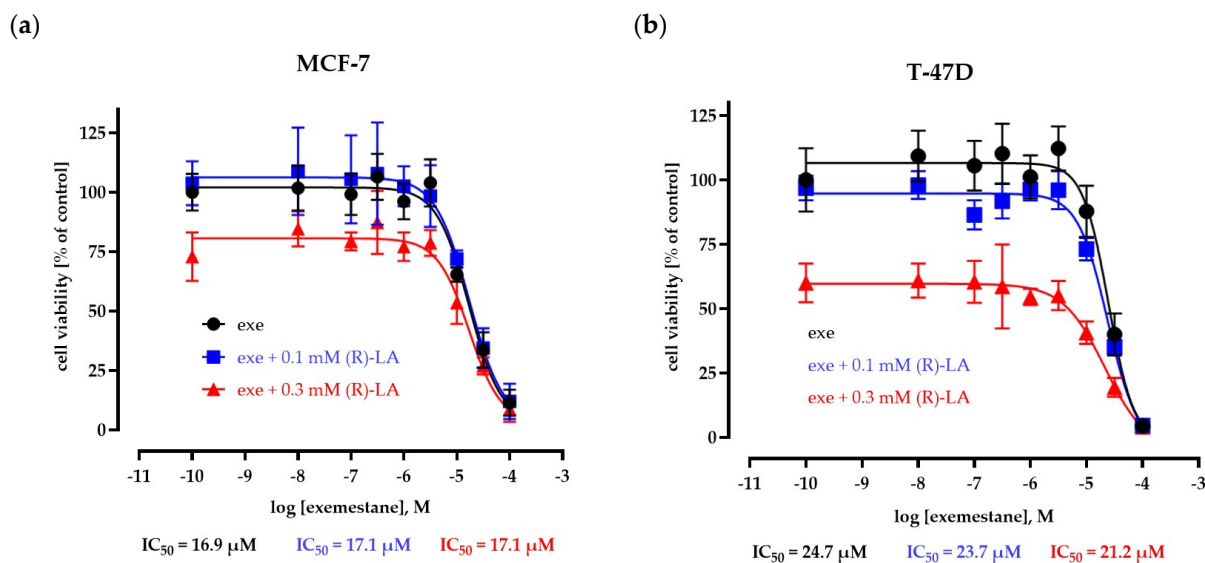 (a)
MCF-7
cell viability [% of control]
125
100
75
50
25
0
exe
exe + 0.1 mM (R)-LA
exe + 0.3 mM (R)-LA
-11 -10 -9 -8 -7 -6 -5 -4 -3
log [exemestane], M
IC50 = 16.9 µM IC50 = 17.1 µM IC50 = 17.1 µM
(b)
T-47D
cell viability [% of control]
125
100
75
50
25
0
exe
exe + 0.1 mM (R)-LA
exe + 0.3 mM (R)-LA
-11 -10 -9 -8 -7 -6 -5 -4 -3
log [exemestane], M
IC50 = 24.7 µM IC50 = 23.7 µM IC50 = 21.2 µM